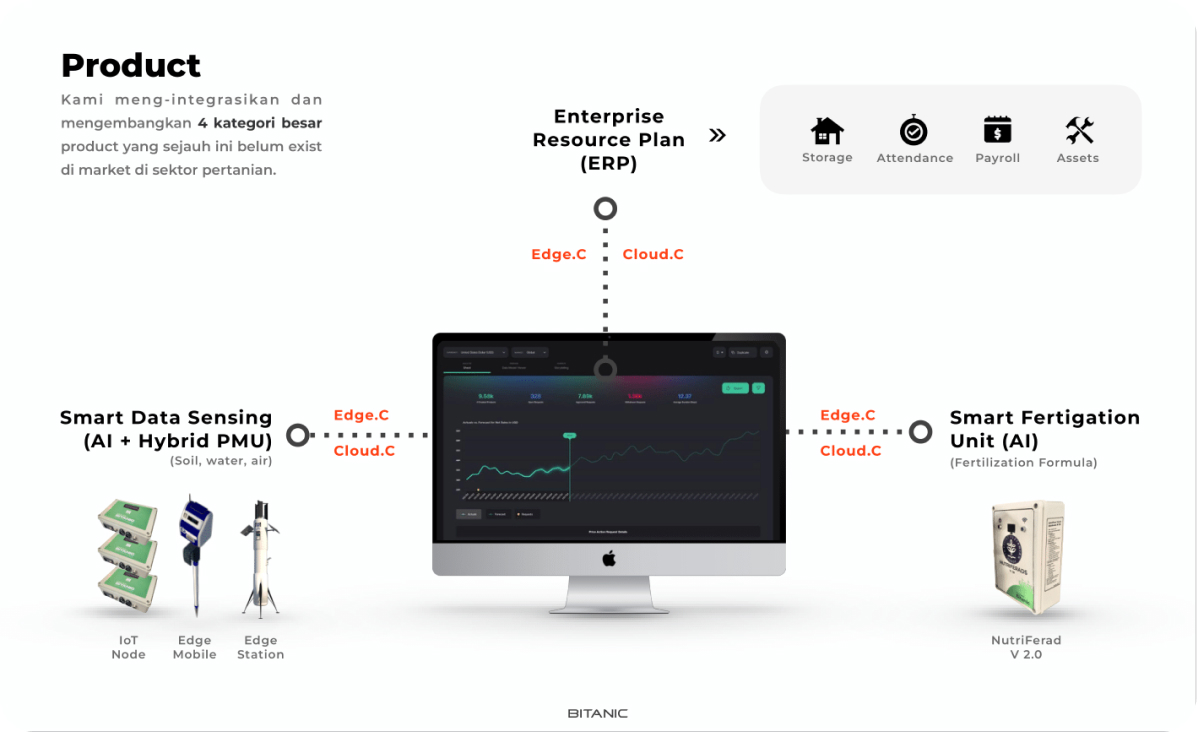 Product
Kami meng-integrasikan dan
mengembangkan 4 kategori besar
product yang sejauh ini belum exist
di market di sektor pertanian.
Enterprise
Resource Plan
(ERP)
Storage
Attendance
Payroll
Assets
Edge.C
Cloud.C
Smart Data Sensing
(AI + Hybrid PMU)
(Soil, water, air)
Edge.C
Cloud.C
Edge.C
Cloud.C
Smart Fertigation
Unit (AI)
(Fertilization Formula)
IoT
Node
Edge
Mobile
Edge
Station
NutriFerad
V 2.0
BITANIC